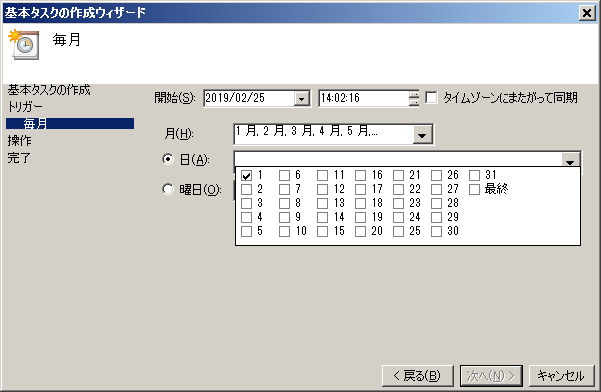 基本タスクの作成ウィザード
毎月
基本タスクの作成
トリガー
毎月
操作
完了
開始(S): 2019/02/25 14:02:16 タイムゾーンにまたがって同期
月(H): 1 月, 2 月, 3 月, 4 月, 5 月,...
日(A):
1 6 11 16 21 26 31
2 7 12 17 22 27 最終
3 8 13 18 23 28
4 9 14 19 24 29
5 10 15 20 25 30
曜日(O):
< 戻る(B) 次へ(N) > キャンセル